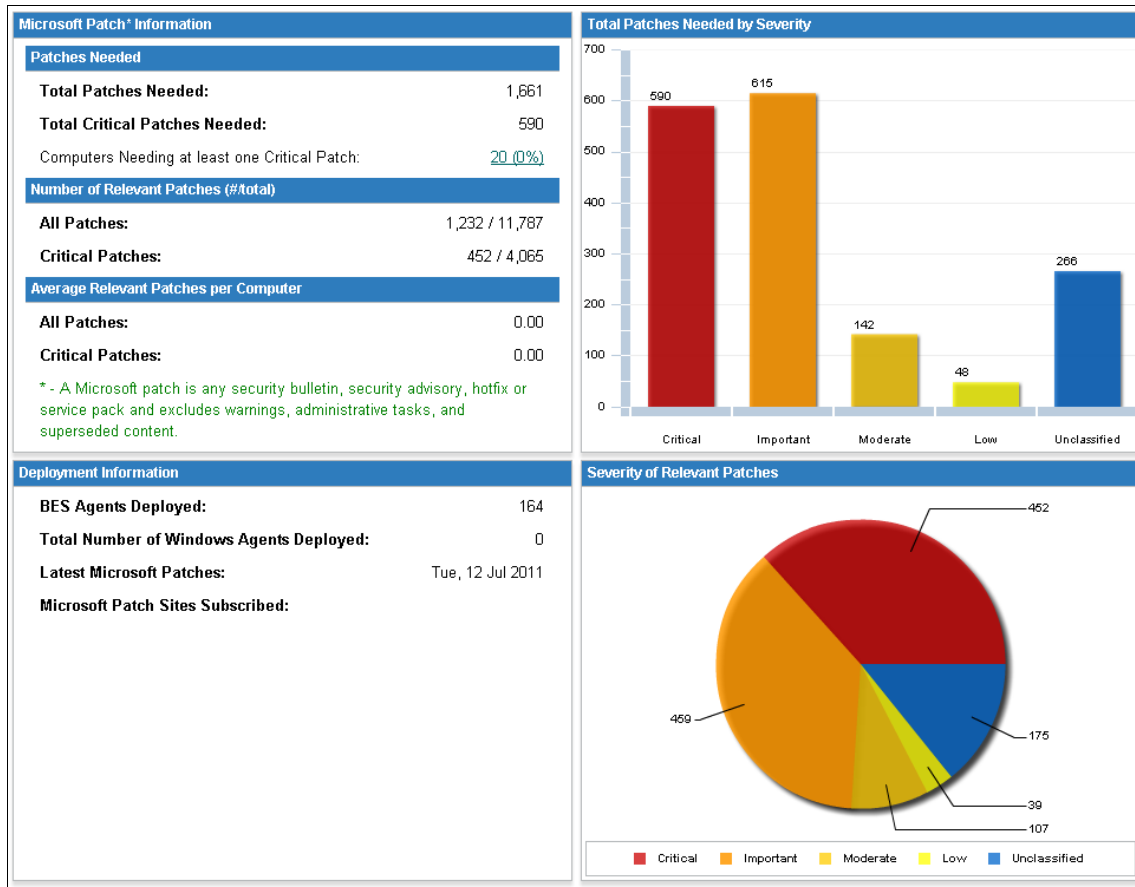 Microsoft Patch* Information
Patches Needed
Total Patches Needed: 1,661
Total Critical Patches Needed: 590
Computers Needing at least one Critical Patch: 20 (0%)
Number of Relevant Patches (#/total)
All Patches: 1,232 / 11,787
Critical Patches: 452 / 4,065
Average Relevant Patches per Computer
All Patches: 0.00
Critical Patches: 0.00
* - A Microsoft patch is any security bulletin, security advisory, hotfix or
service pack and excludes warnings, administrative tasks, and
superseded content.
Total Patches Needed by Severity
700
600
500
400
300
200
100
0
590
615
142
48
266
Critical Important Moderate Low Unclassified
Deployment Information
BES Agents Deployed: 164
Total Number of Windows Agents Deployed: 0
Latest Microsoft Patches: Tue, 12 Jul 2011
Microsoft Patch Sites Subscribed:
Severity of Relevant Patches
452
459
175
39
107
Critical Important Moderate Low Unclassified